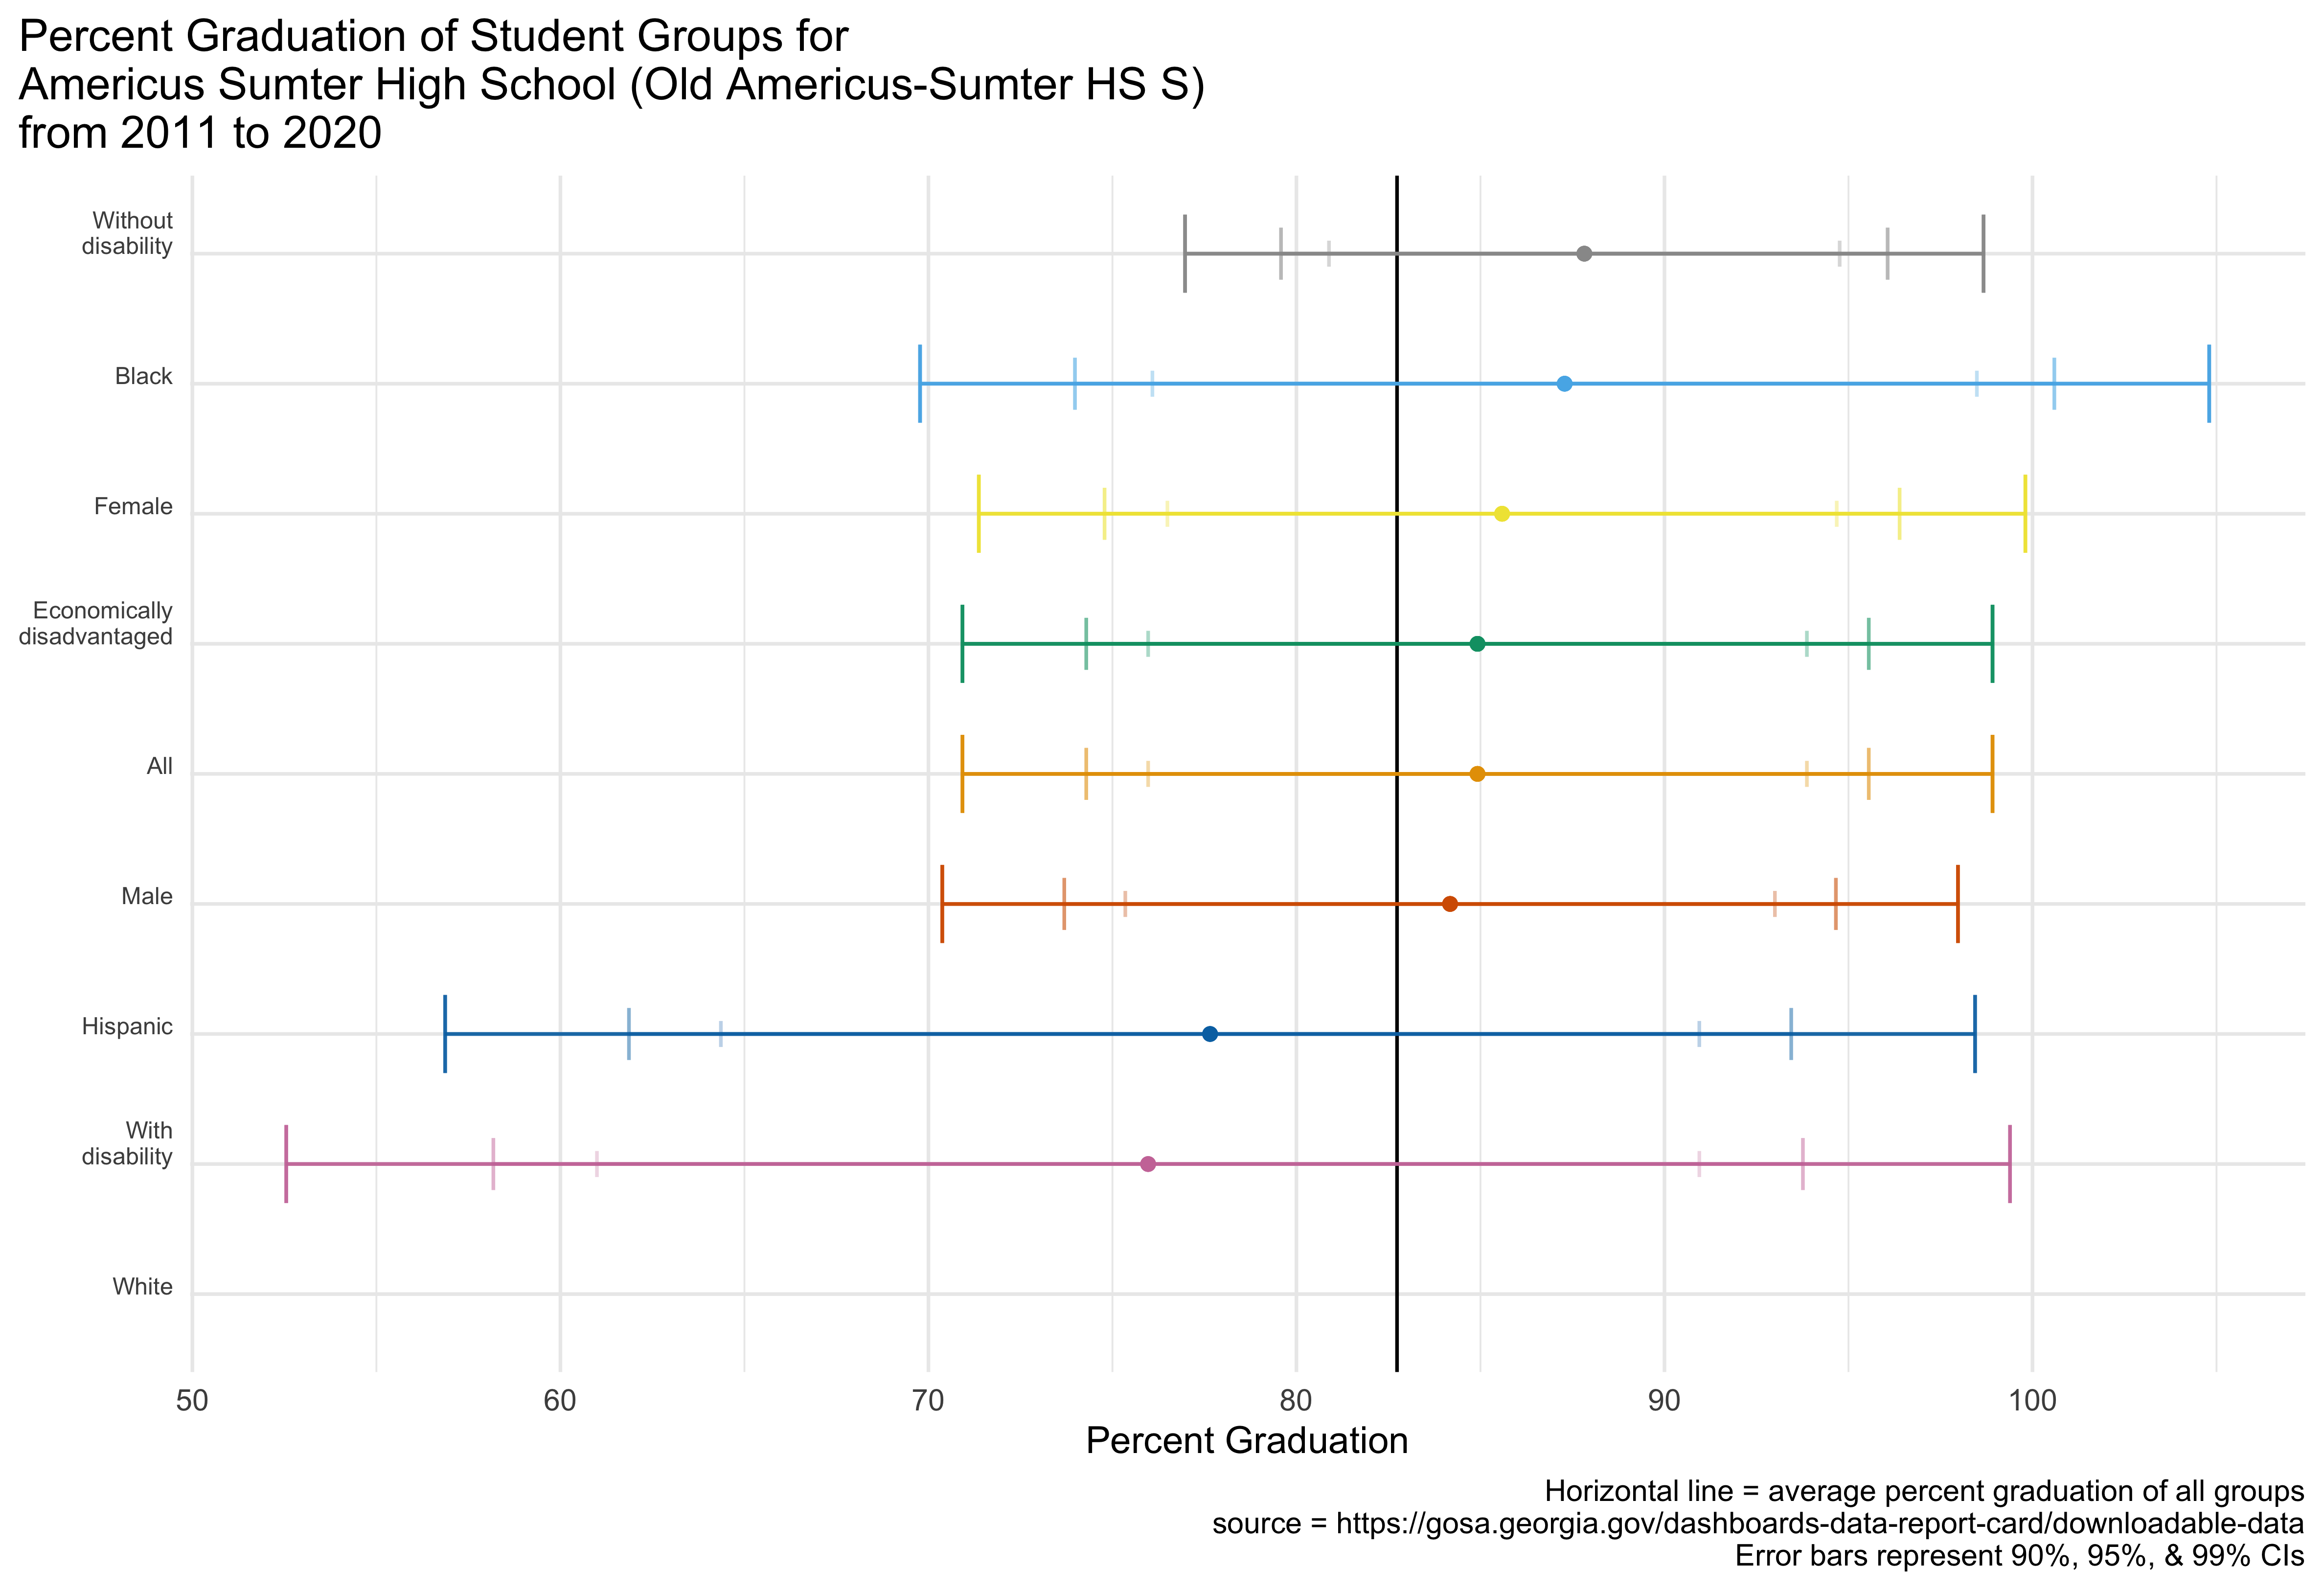 Percent Graduation of Student Groups for
Americus Sumter High School (Old Americus-Sumter HS S)
from 2011 to 2020
Without
disability
Black
Female
Economically
disadvantaged
All
Male
Hispanic
With
disability
White
50 60 70 80 90 100
Percent Graduation
Horizontal line = average percent graduation of all groups
source = https://gosa.georgia.gov/dashboards-data-report-card/downloadable-data
Error bars represent 90%, 95%, & 99% CIs